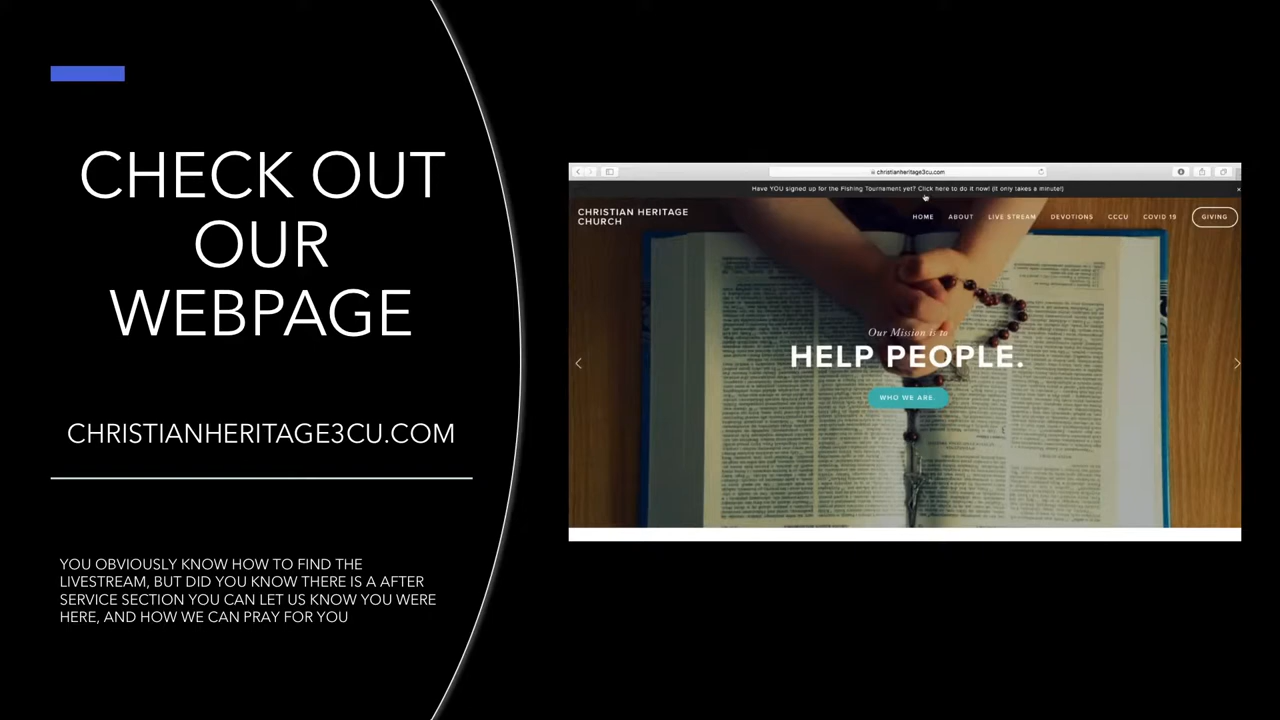 CHECK OUT
OUR
WEBPAGE
CHRISTIANHERITAGE3CU.COM
YOU OBVIOUSLY KNOW HOW TO FIND THE
LIVESTREAM, BUT DID YOU KNOW THERE IS A AFTER
SERVICE SECTION YOU CAN LET US KNOW YOU WERE
HERE, AND HOW WE CAN PRAY FOR YOU
christianheritage3cu.com
Have YOU signed up for the Fishing Tournament yet? Click here to do it now! (It only takes a minute!)
CHRISTIAN HERITAGE
CHURCH
HOME ABOUT LIVE STREAM DEVOTIONS CCCU COVID 19 GIVING
Our Mission is to
HELP PEOPLE.
WHO WE ARE: